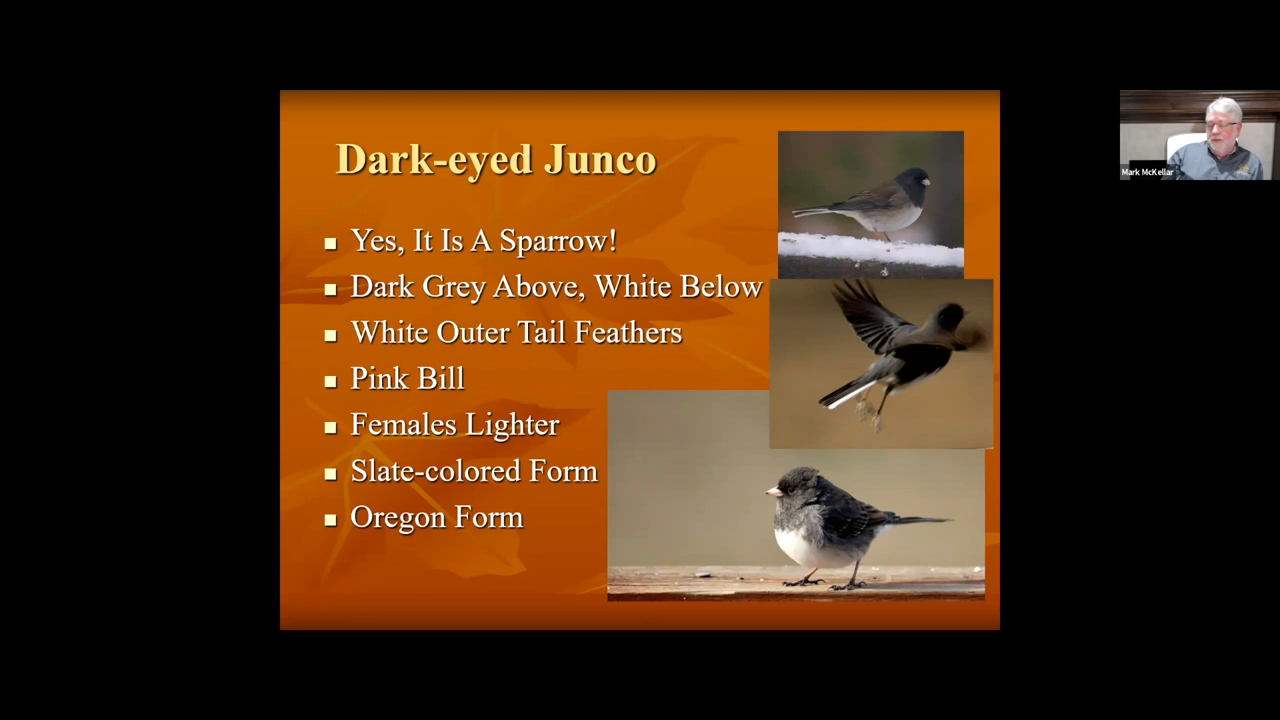 Dark-eyed Junco
Yes, It Is A Sparrow!
Dark Grey Above, White Below
White Outer Tail Feathers
Pink Bill
Females Lighter
Slate-colored Form
Oregon Form
Mark McKellar